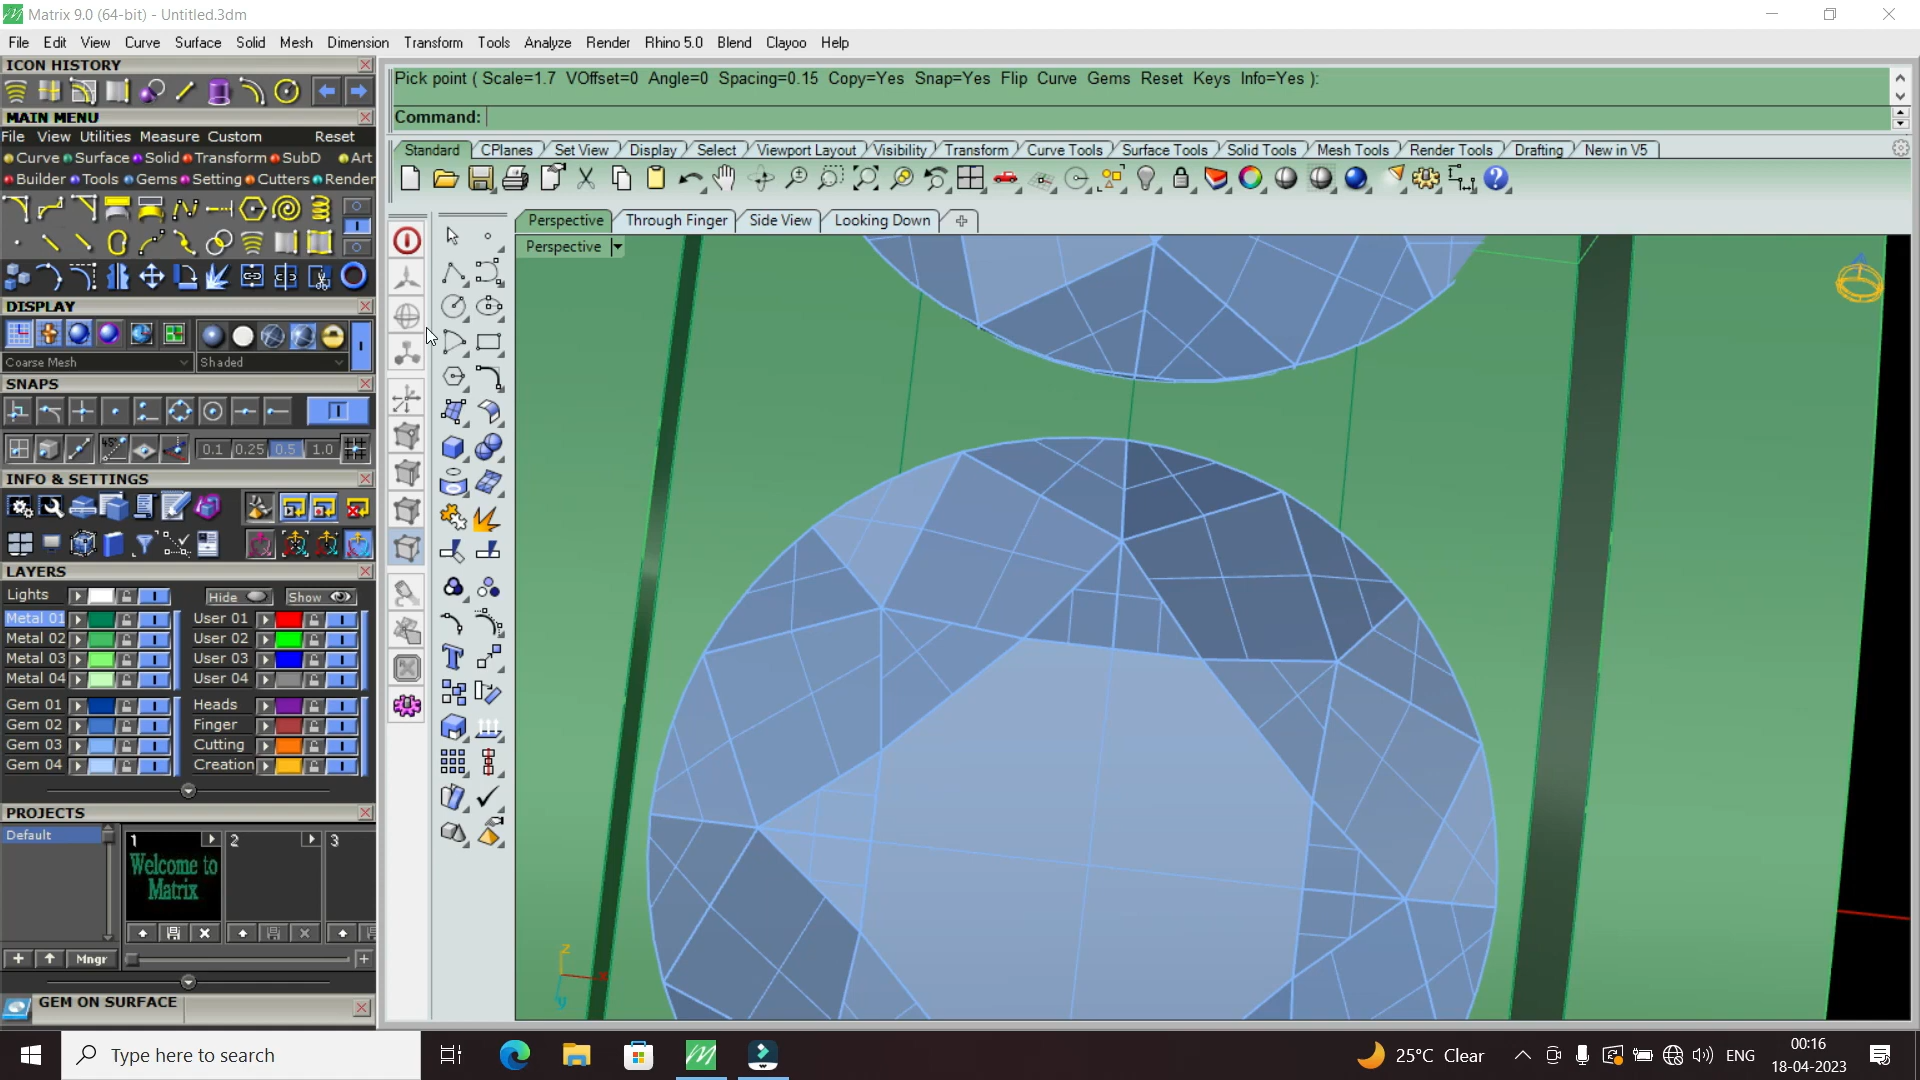 Matrix 9.0 (64-bit) - Untitled.3dm
File Edit View Curve Surface Solid Mesh Dimension Transform Tools Analyze Render Rhino 5.0 Blend Clayoo Help
ICON HISTORY
MAIN MENU
File View Utilities Measure Custom Reset
Curve Surface Solid Transform SubD Art
Builder Tools Gems Setting Cutters Render
DISPLAY
Coarse Mesh Shaded
SNAPS
0.1 0.25 0.5 1.0
INFO & SETTINGS
LAYERS
Lights Hide Show
Metal 01 User 01
Metal 02 User 02
Metal 03 User 03
Metal 04 User 04
Gem 01 Heads
Gem 02 Finger
Gem 03 Cutting
Gem 04 Creation
PROJECTS
Default 1 2 3
Welcome to
Matrix
Mngr
GEM ON SURFACE
Pick point ( Scale=1.7 VOffset=0 Angle=0 Spacing=0.15 Copy=Yes Snap=Yes Flip Curve Gems Reset Keys Info=Yes ):
Command:
Standard CPlanes Set View Display Select Viewport Layout Visibility Transform Curve Tools Surface Tools Solid Tools Mesh Tools Render Tools Drafting New in V5
Perspective Through Finger Side View Looking Down
Perspective
z
x
y
Type here to search
25°C Clear
ENG
00:16
18-04-2023